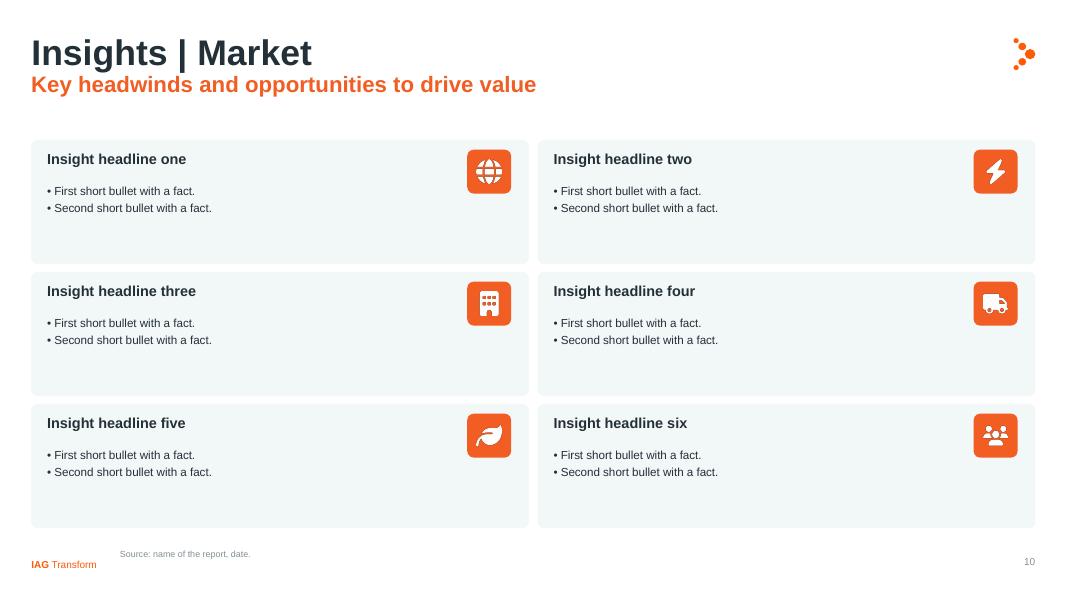 Insights | Market
Key headwinds and opportunities to drive value
Insight headline one
• First short bullet with a fact.
• Second short bullet with a fact.
Insight headline two
• First short bullet with a fact.
• Second short bullet with a fact.
Insight headline three
• First short bullet with a fact.
• Second short bullet with a fact.
Insight headline four
• First short bullet with a fact.
• Second short bullet with a fact.
Insight headline five
• First short bullet with a fact.
• Second short bullet with a fact.
Insight headline six
• First short bullet with a fact.
• Second short bullet with a fact.
Source: name of the report, date.
IAG Transform
10